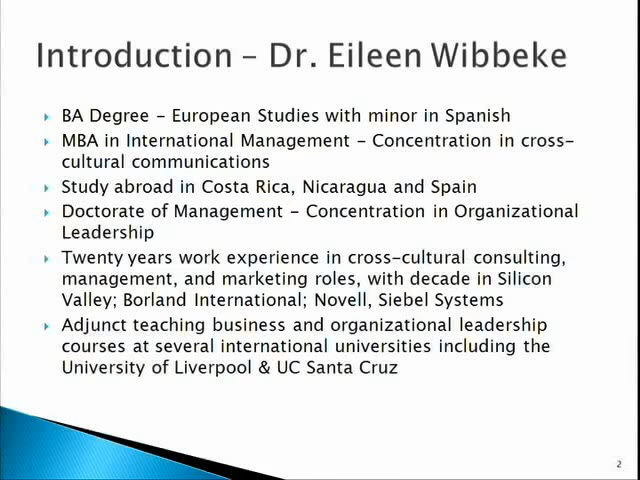 Introduction – Dr. Eileen Wibbeke
BA Degree – European Studies with minor in Spanish
MBA in International Management – Concentration in cross-
cultural communications
Study abroad in Costa Rica, Nicaragua and Spain
Doctorate of Management – Concentration in Organizational
Leadership
Twenty years work experience in cross-cultural consulting,
management, and marketing roles, with decade in Silicon
Valley; Borland International; Novell, Siebel Systems
Adjunct teaching business and organizational leadership
courses at several international universities including the
University of Liverpool & UC Santa Cruz
2